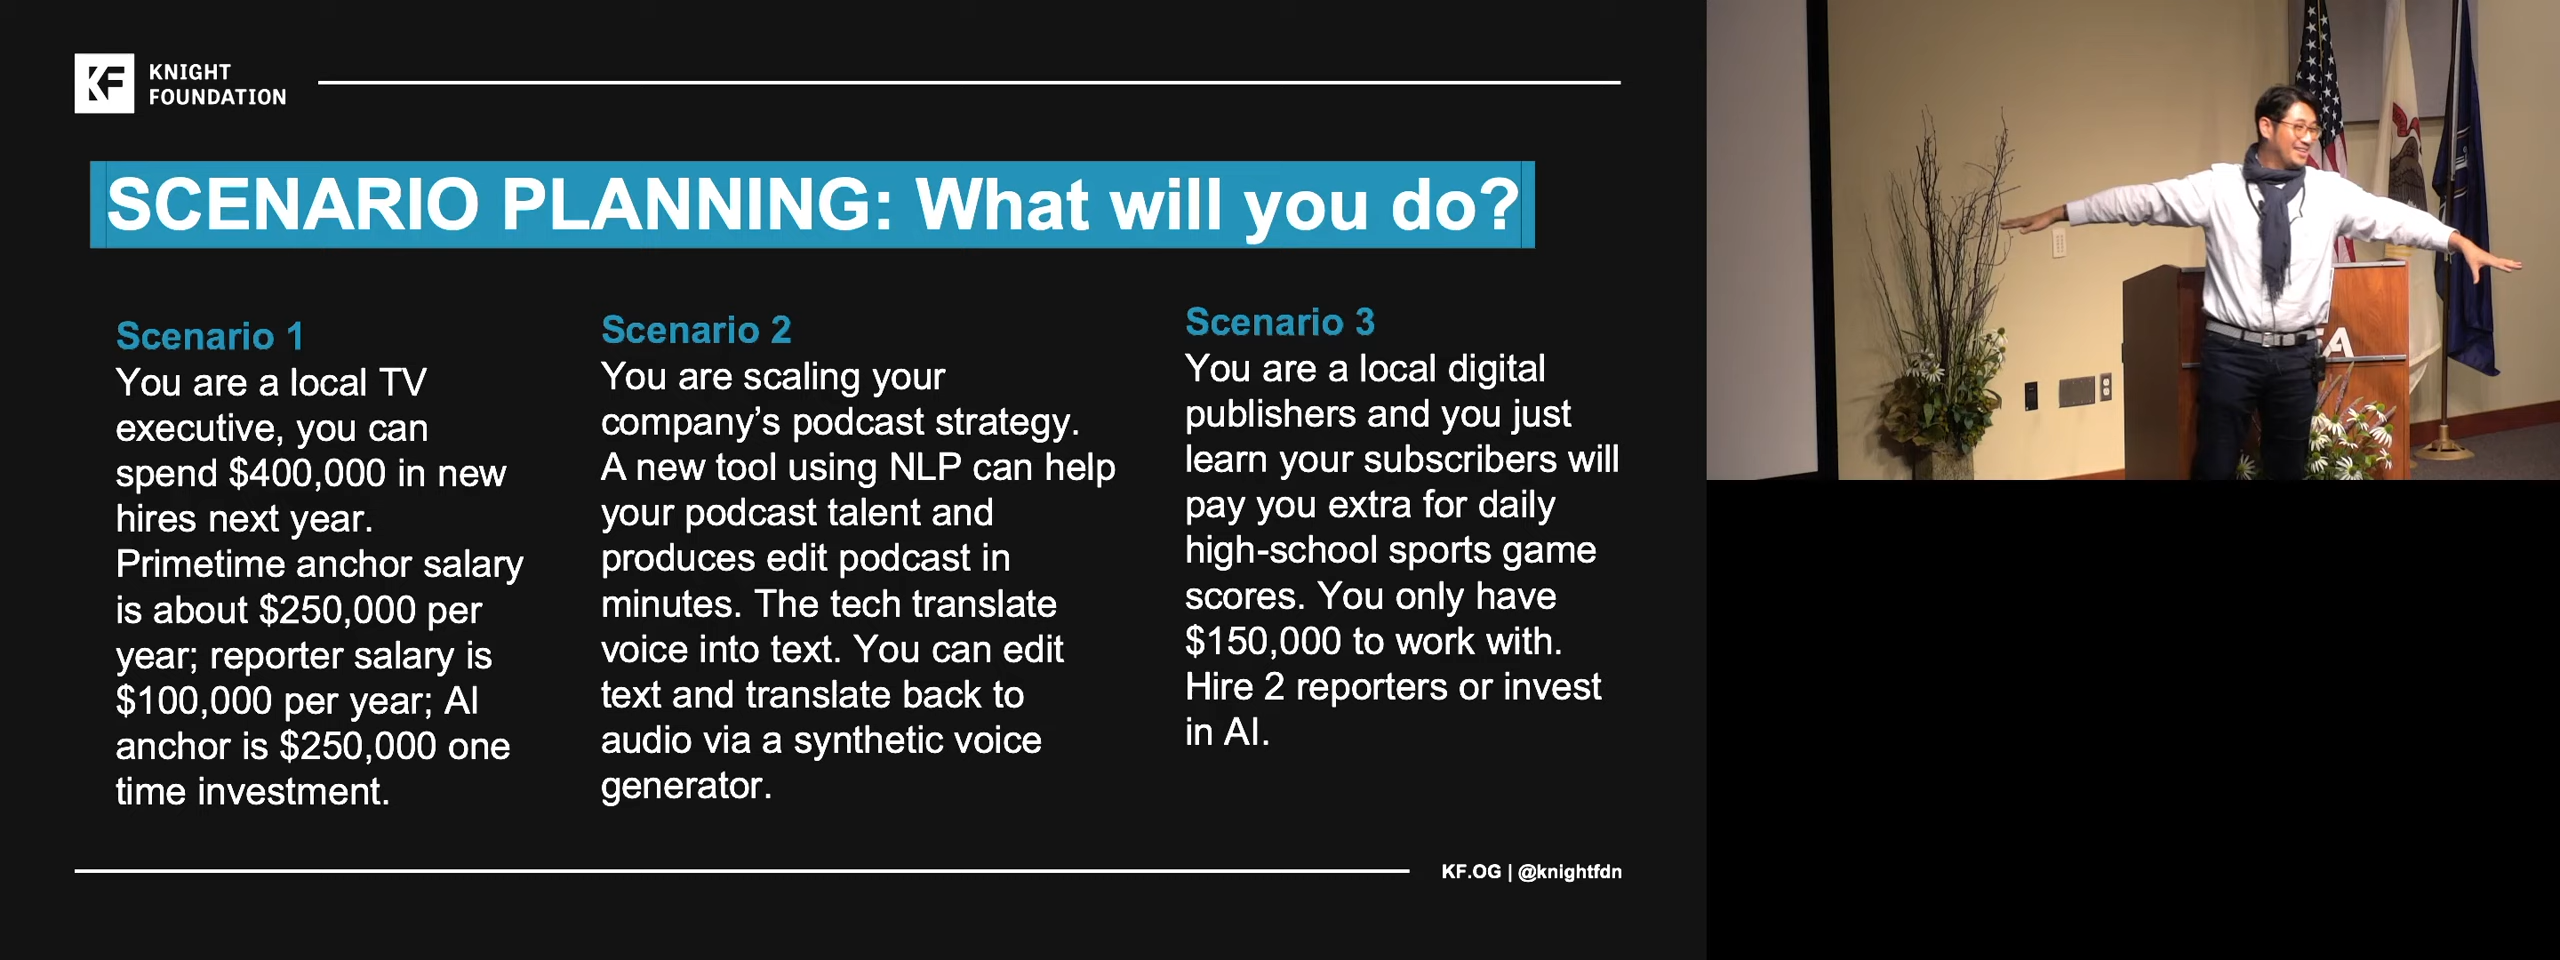 KNIGHT
FOUNDATION
SCENARIO PLANNING: What will you do?
Scenario 1
You are a local TV
executive, you can
spend $400,000 in new
hires next year.
Primetime anchor salary
is about $250,000 per
year; reporter salary is
$100,000 per year; AI
anchor is $250,000 one
time investment.
Scenario 2
You are scaling your
company’s podcast strategy.
A new tool using NLP can help
your podcast talent and
produces edit podcast in
minutes. The tech translate
voice into text. You can edit
text and translate back to
audio via a synthetic voice
generator.
Scenario 3
You are a local digital
publishers and you just
learn your subscribers will
pay you extra for daily
high-school sports game
scores. You only have
$150,000 to work with.
Hire 2 reporters or invest
in AI.
KF.OG | @knightfdn